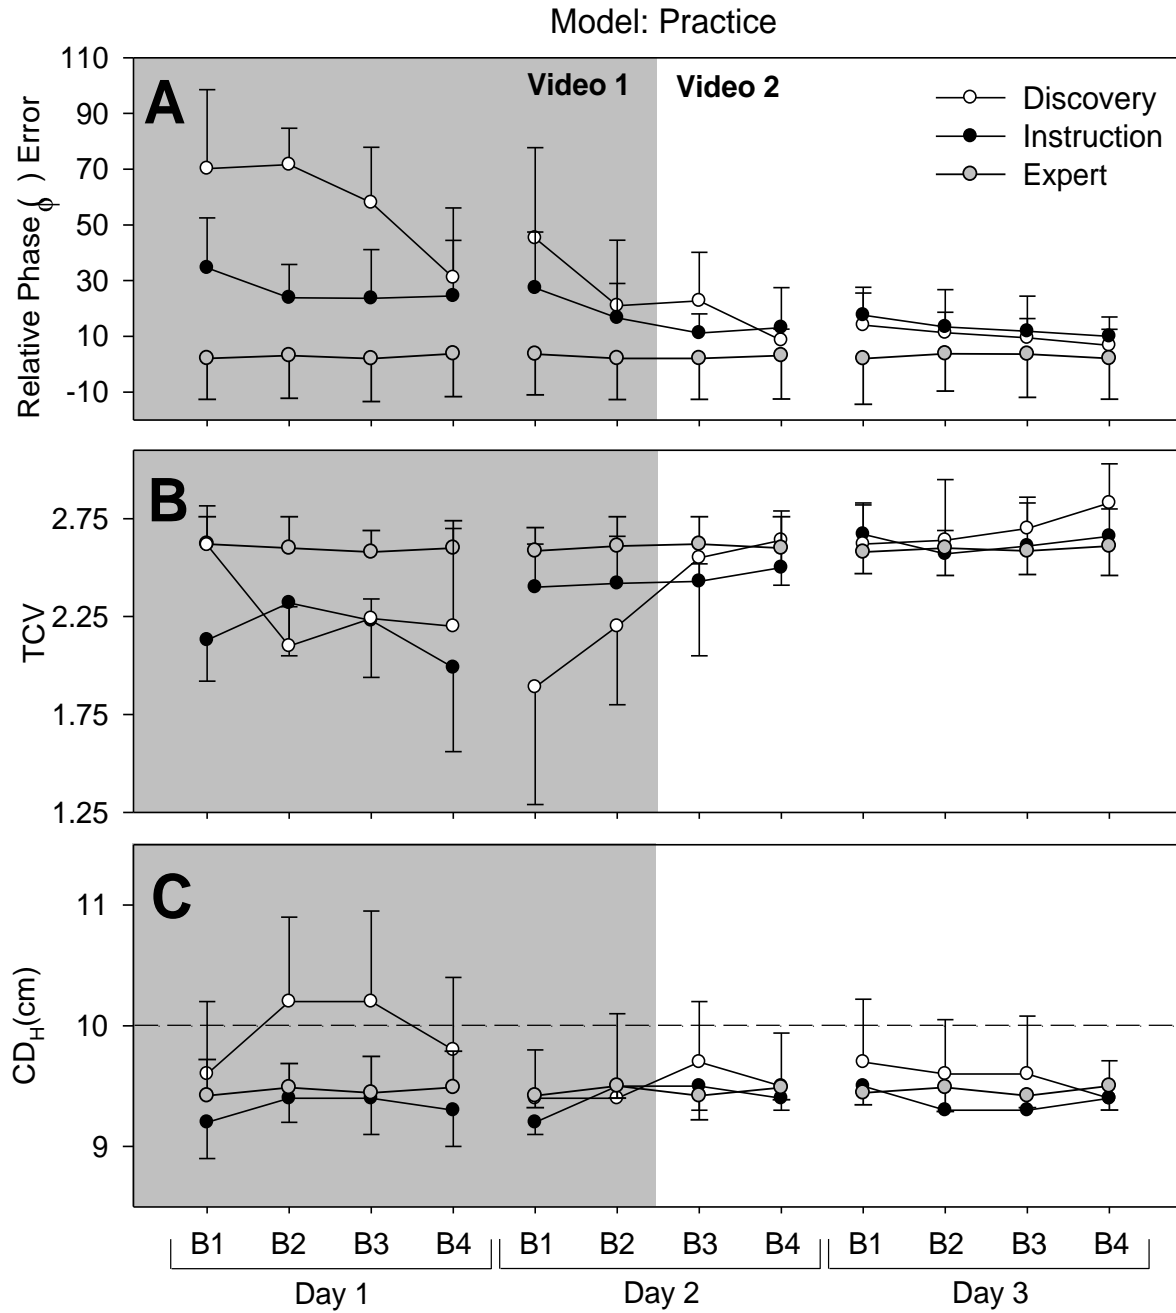 Model: Practice
A
Video 1
Video 2
Discovery
Instruction
Expert
Relative Phase (ϕ) Error
110
90
70
50
30
10
-10
B
TCV
2.75
2.25
1.75
1.25
C
CD_H(cm)
11
10
9
B1 B2 B3 B4 B1 B2 B3 B4 B1 B2 B3 B4
Day 1 Day 2 Day 3